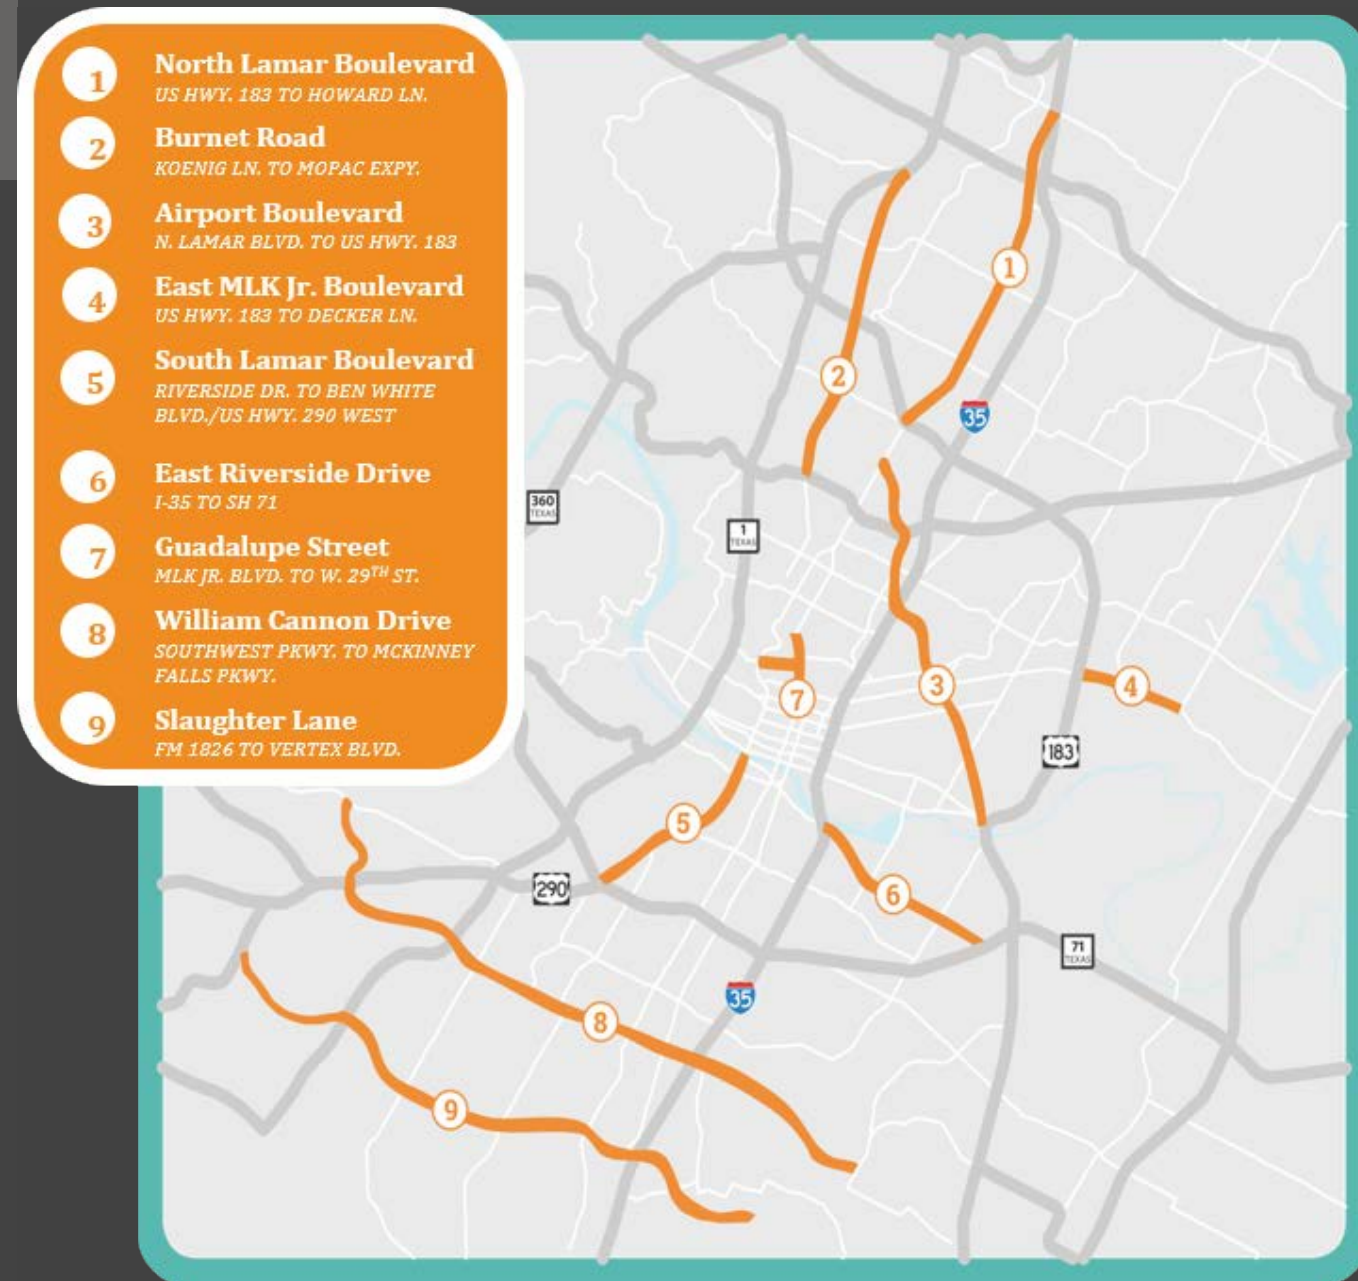 1
North Lamar Boulevard
US HWY. 183 TO HOWARD LN.
2
Burnet Road
KOENIG LN. TO MOPAC EXPY.
3
Airport Boulevard
N. LAMAR BLVD. TO US HWY. 183
4
East MLK Jr. Boulevard
US HWY. 183 TO DECKER LN.
5
South Lamar Boulevard
RIVERSIDE DR. TO BEN WHITE
BLVD./US HWY. 290 WEST
6
East Riverside Drive
I-35 TO SH 71
7
Guadalupe Street
MLK JR. BLVD. TO W. 29TH ST.
8
William Cannon Drive
SOUTHWEST PKWY. TO MCKINNEY
FALLS PKWY.
9
Slaughter Lane
FM 1826 TO VERTEX BLVD.
1
2
35
360
TEXAS
1
TEXAS
3
4
7
183
5
290
6
71
TEXAS
35
8
9